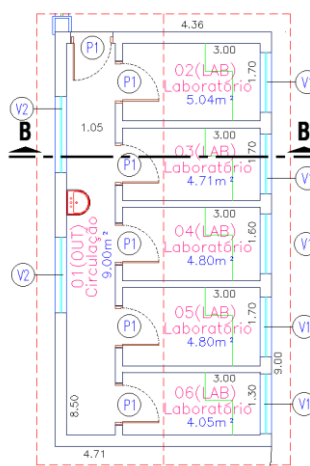 4.36
P1
P1
3.00
02(LAB)
Laboratório
5.04m²
1.70
V2
1.05
B
B
3.00
03(LAB)
Laboratório
4.71m²
1.70
P1
3.00
04(LAB)
Laboratório
4.80m²
1.60
P1
01(OUT)
Circulação
9.00m²
V2
3.00
05(LAB)
Laboratório
4.80m²
1.70
P1
V1
9.00
3.00
06(LAB)
Laboratório
4.05m²
1.30
P1
V1
8.50
4.71